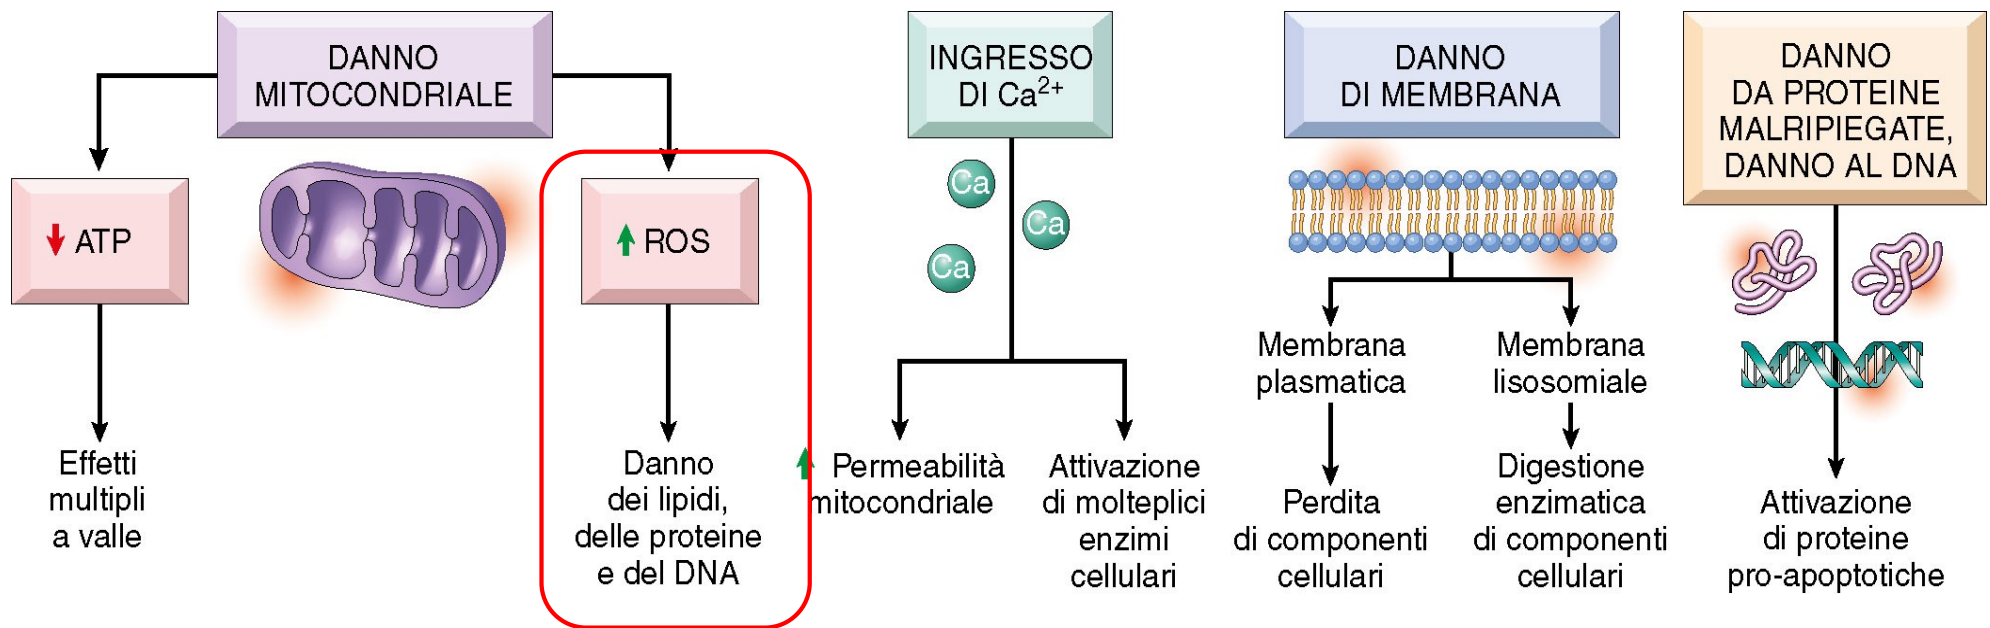 DANNO
MITOCONDRIALE
↓ ATP
Effetti
multipli
a valle
↑ ROS
Danno
dei lipidi,
delle proteine
e del DNA
INGRESSO
DI Ca²⁺
Ca
Ca
Ca
↑ Permeabilità
mitocondriale
Attivazione
di molteplici
enzimi
cellulari
DANNO
DI MEMBRANA
Membrana
plasmatica
Perdita
di componenti
cellulari
Membrana
lisosomiale
Digestione
enzimatica
di componenti
cellulari
DANNO
DA PROTEINE
MALRIPIEGATE,
DANNO AL DNA
Attivazione
di proteine
pro-apoptotiche